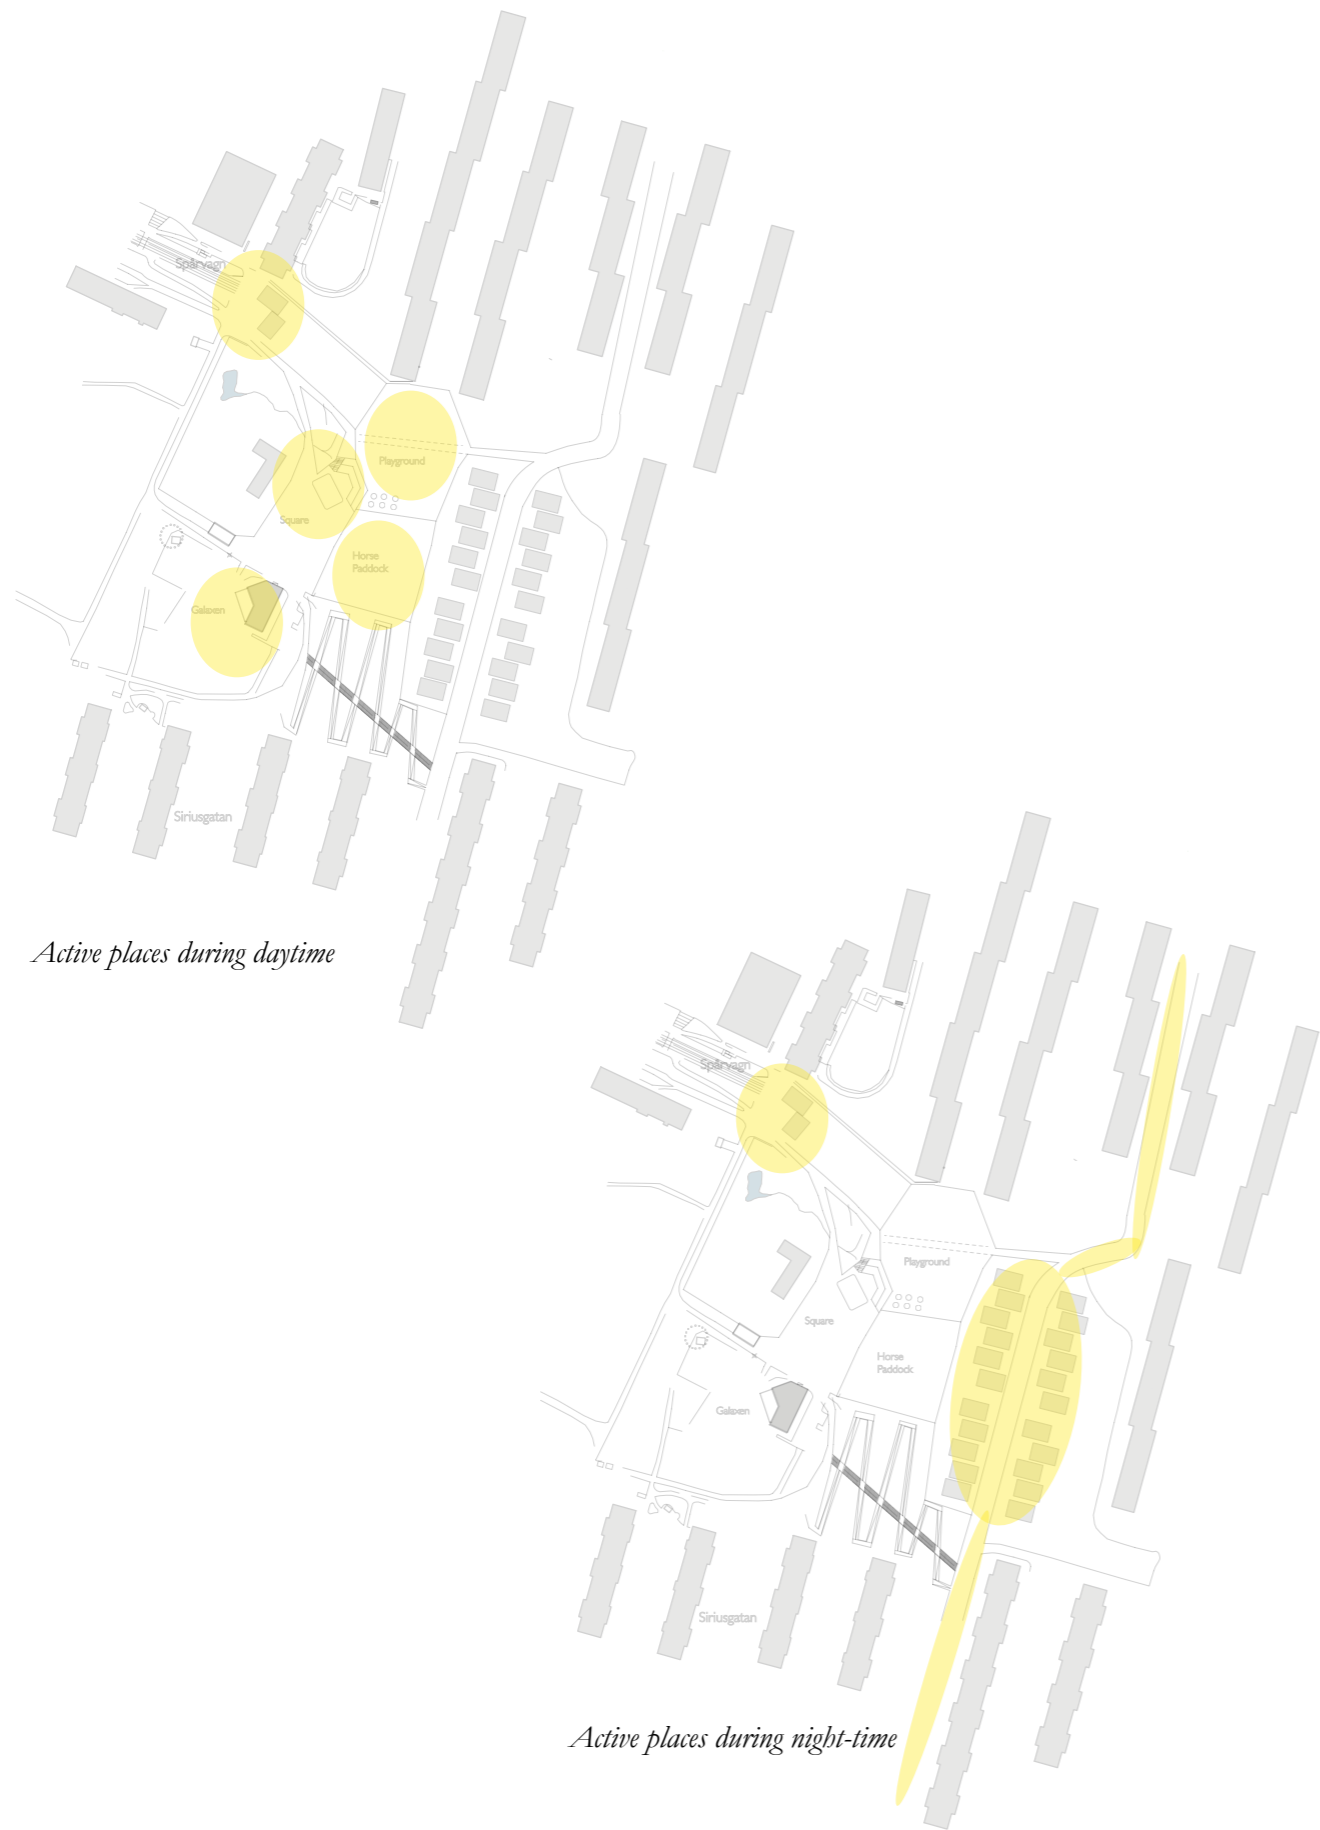 Spårvagn
Playground
Square
Horse
Paddock
Galaxen
Siriusgatan
Active places during daytime
Spårvagn
Playground
Square
Horse
Paddock
Galaxen
Siriusgatan
Active places during night-time